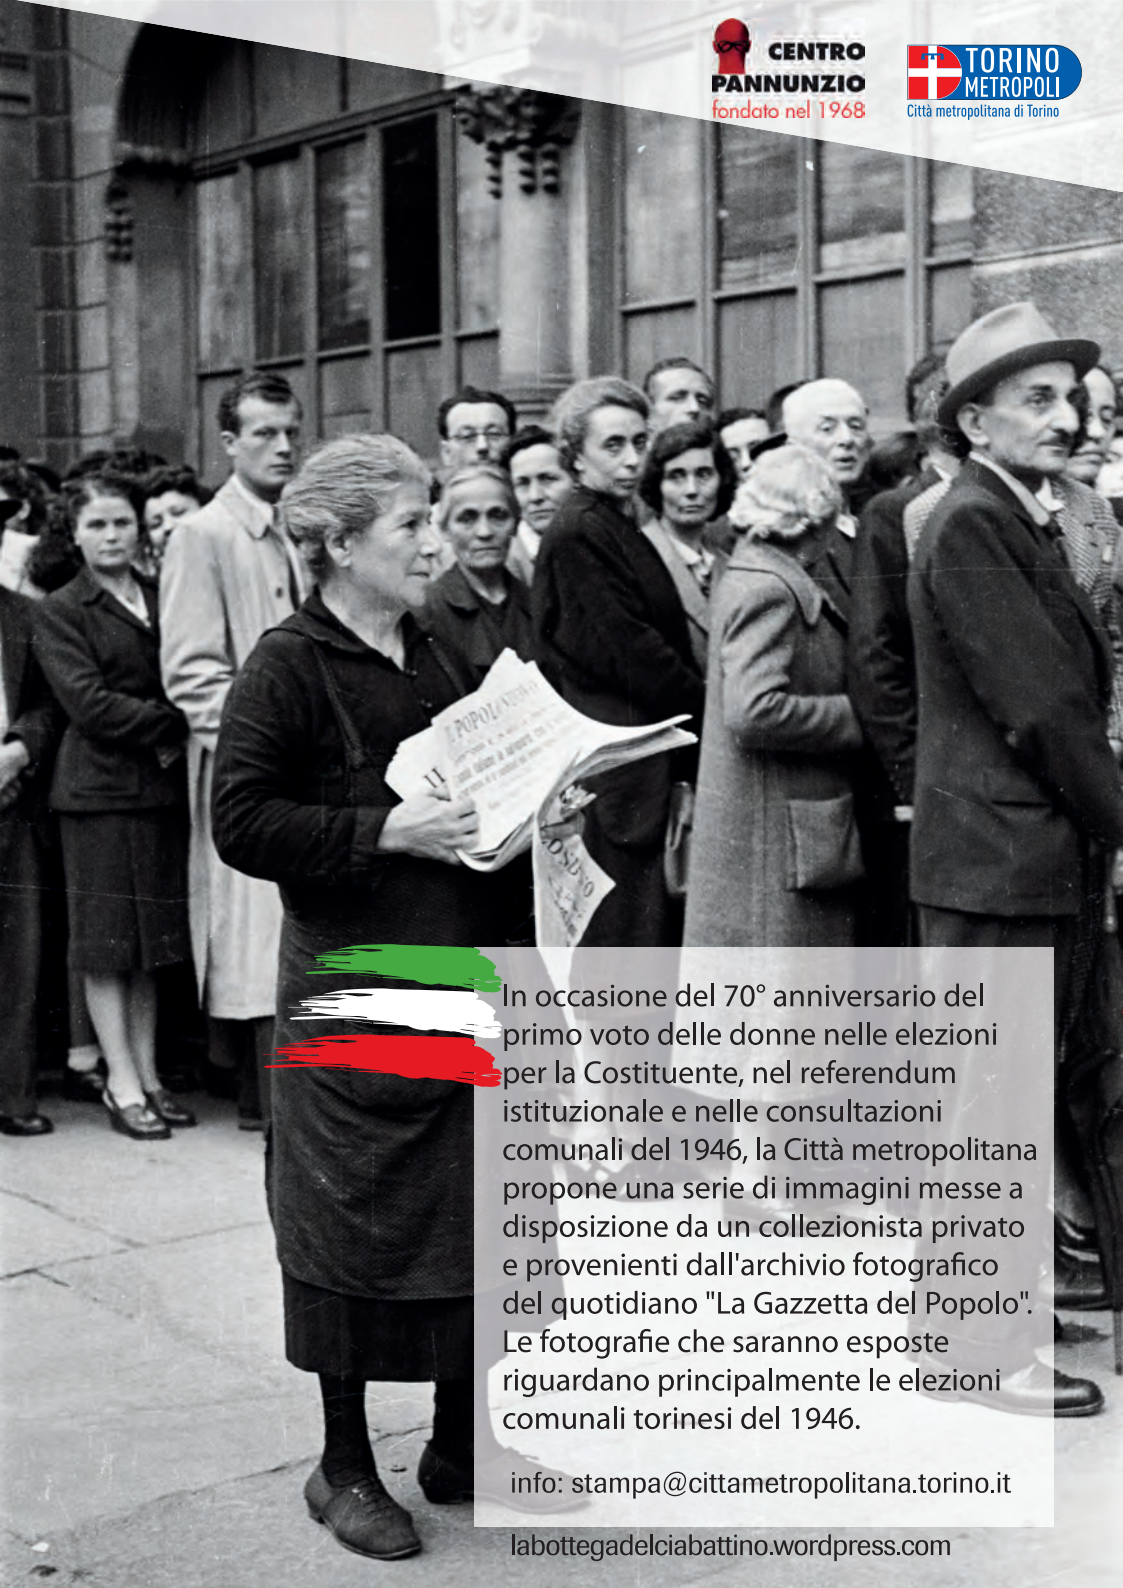 CENTRO
PANNUNZIO
fondato nel 1968
TORINO
METROPOLI
Città metropolitana di Torino
In occasione del 70° anniversario del
primo voto delle donne nelle elezioni
per la Costituente, nel referendum
istituzionale e nelle consultazioni
comunali del 1946, la Città metropolitana
propone una serie di immagini messe a
disposizione da un collezionista privato
e provenienti dall'archivio fotografico
del quotidiano "La Gazzetta del Popolo".
Le fotografie che saranno esposte
riguardano principalmente le elezioni
comunali torinesi del 1946.
info: stampa@cittametropolitana.torino.it
labottegadelciabattino.wordpress.com